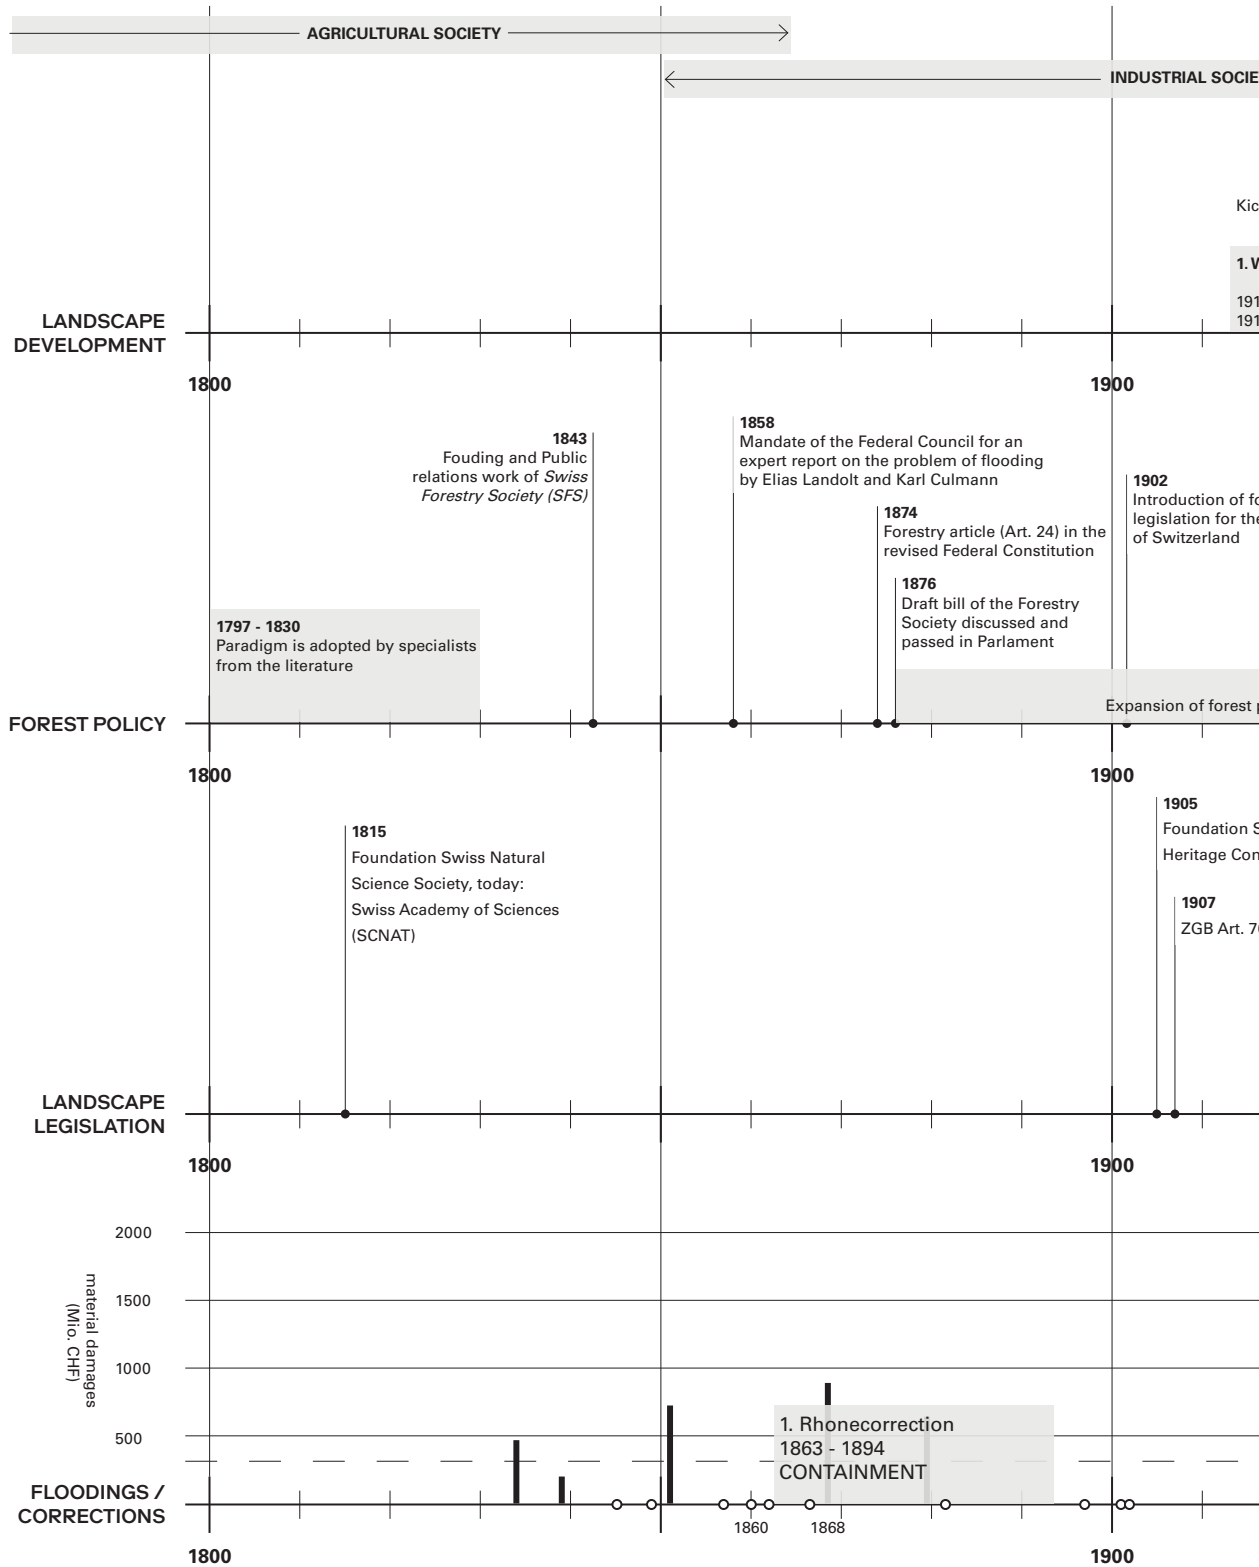 AGRICULTURAL SOCIETY
INDUSTRIAL SOCIE
Kic
1. W
191
191
LANDSCAPE
DEVELOPMENT
1800
1900
1843
Fouding and Public
relations work of Swiss
Forestry Society (SFS)
1858
Mandate of the Federal Council for an
expert report on the problem of flooding
by Elias Landolt and Karl Culmann
1874
Forestry article (Art. 24) in the
revised Federal Constitution
1876
Draft bill of the Forestry
Society discussed and
passed in Parlament
1902
Introduction of fo
legislation for the
of Switzerland
1797 - 1830
Paradigm is adopted by specialists
from the literature
Expansion of forest p
FOREST POLICY
1800
1900
1815
Foundation Swiss Natural
Science Society, today:
Swiss Academy of Sciences
(SCNAT)
1905
Foundation S
Heritage Con
1907
ZGB Art. 70
LANDSCAPE
LEGISLATION
1800
1900
2000
1500
1000
500
material damages
(Mio. CHF)
1. Rhonecorrection
1863 - 1894
CONTAINMENT
FLOODINGS /
CORRECTIONS
1860
1868
1800
1900